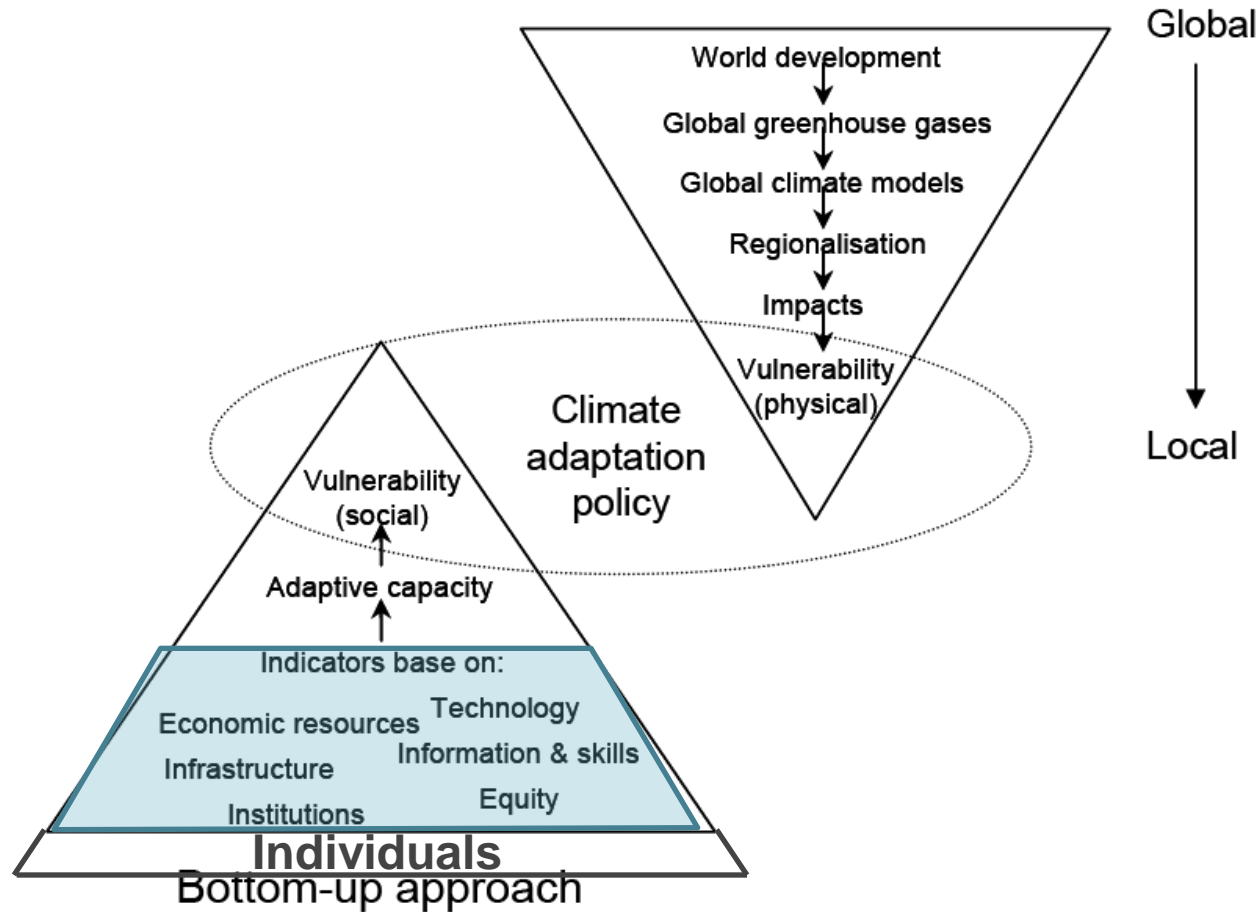 Global
World development
Global greenhouse gases
Global climate models
Regionalisation
Impacts
Vulnerability
(physical)
Local
Climate
adaptation
policy
Vulnerability
(social)
Adaptive capacity
Indicators base on:
Economic resources
Technology
Infrastructure
Information & skills
Institutions
Equity
Individuals
Bottom-up approach